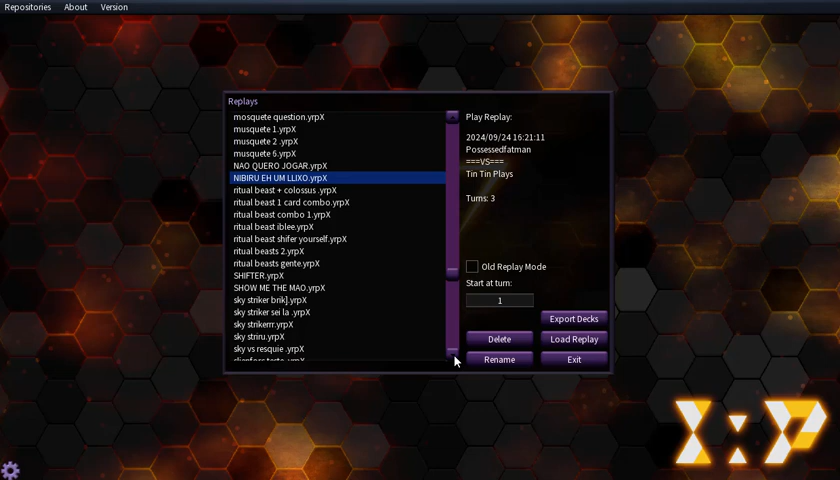 Repositories About Version
Replays
mosquete question.yrpX
musquete 1.yrpX
musquete 2 .yrpX
musquete 6.yrpX
NAO QUERO JOGAR.yrpX
NIBIRU EH UM LLIXO.yrpX
ritual beast + colossus .yrpX
ritual beast 1 card combo.yrpX
ritual beast combo 1.yrpX
ritual beast iblee.yrpX
ritual beast shifer yourself.yrpX
ritual beasts 2.yrpX
ritual beasts gente.yrpX
SHIFTER.yrpX
SHOW ME THE MAO.yrpX
sky striker brik].yrpX
sky striker sei la .yrpX
sky strikerrr.yrpX
sky striru.yrpX
sky vs resquie .yrpX
Play Replay:
2024/09/24 16:21:11
Possessedfatman
===VS===
Tin Tin Plays
Turns: 3
Old Replay Mode
Start at turn:
1
Export Decks
Delete Load Replay
Rename Exit
X:P